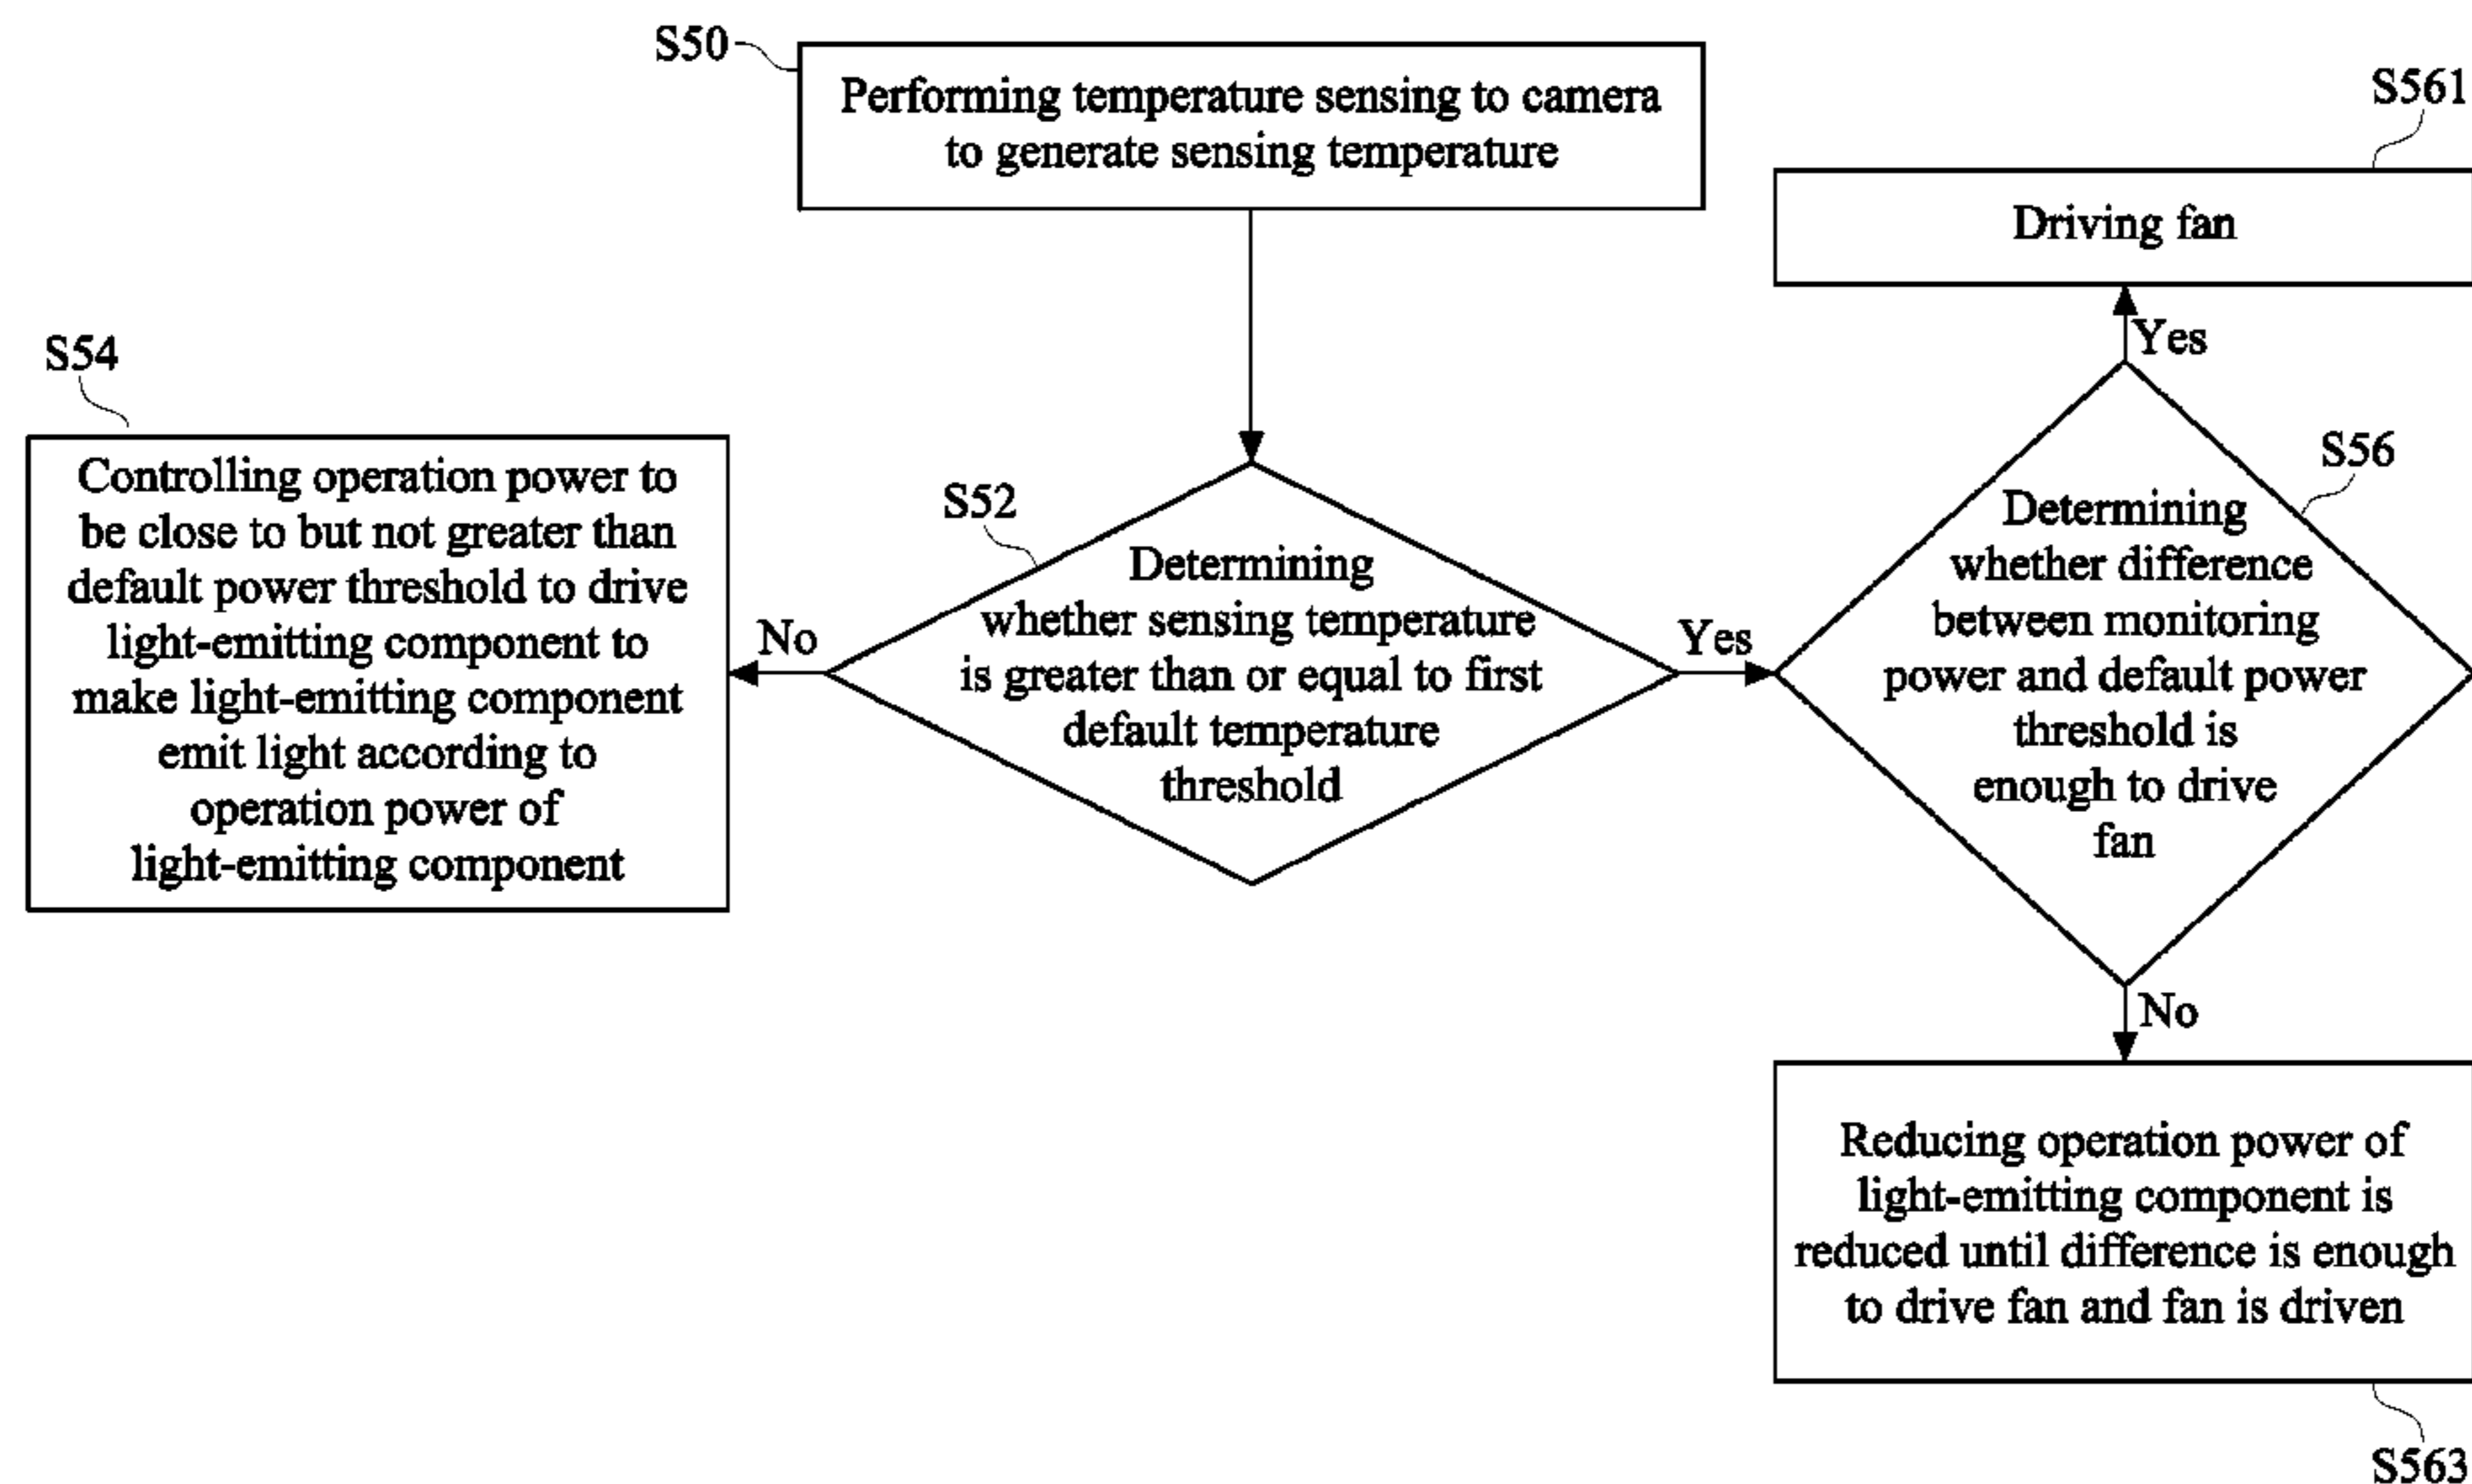 S50
Performing temperature sensing to camera
to generate sensing temperature
S561
Driving fan
Yes
S54
Controlling operation power to
be close to but not greater than
default power threshold to drive
light-emitting component to
make light-emitting component
emit light according to
operation power of
light-emitting component
No
S52
Determining
whether sensing temperature
is greater than or equal to first
default temperature
threshold
Yes
S56
Determining
whether difference
between monitoring
power and default power
threshold is
enough to drive
fan
No
Reducing operation power of
light-emitting component is
reduced until difference is enough
to drive fan and fan is driven
S563